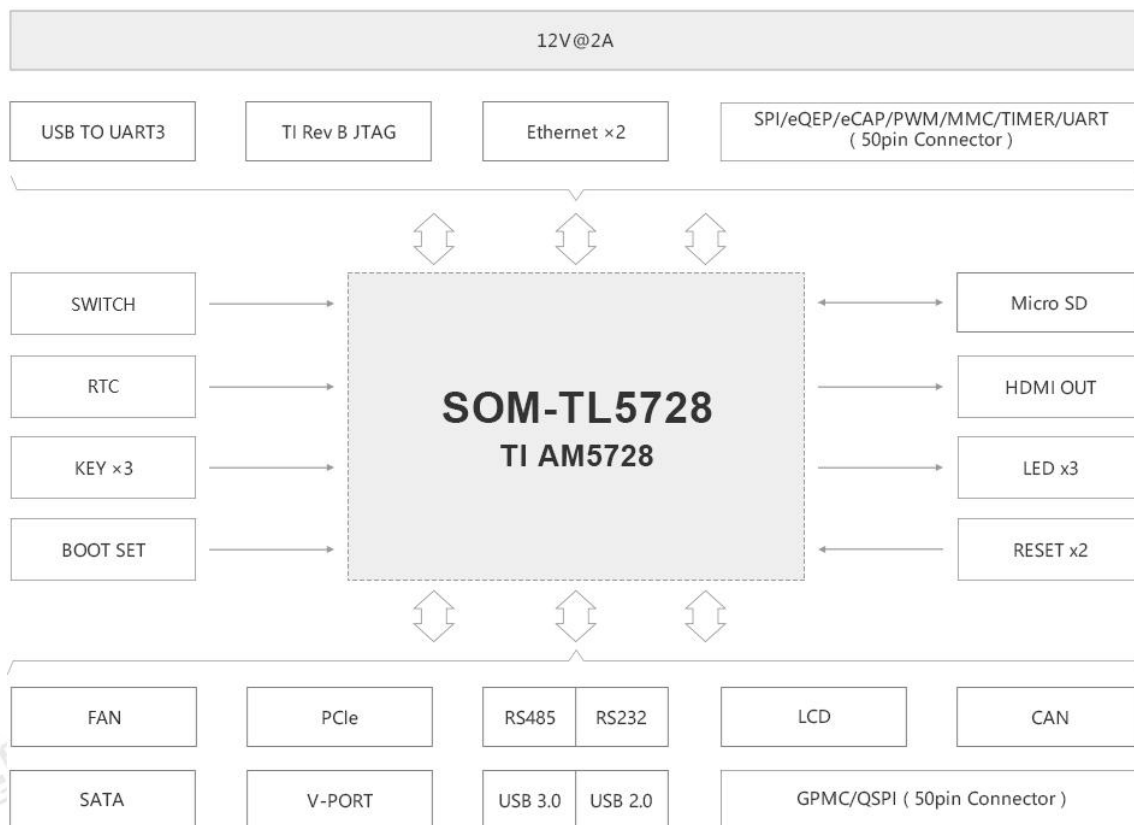 12V@2A
USB TO UART3
TI Rev B JTAG
Ethernet ×2
SPI/eQEP/eCAP/PWM/MMC/TIMER/UART
( 50pin Connector )
SWITCH
Micro SD
RTC
HDMI OUT
SOM-TL5728
TI AM5728
KEY ×3
LED x3
BOOT SET
RESET x2
FAN
PCIe
RS485
RS232
LCD
CAN
SATA
V-PORT
USB 3.0
USB 2.0
GPMC/QSPI ( 50pin Connector )